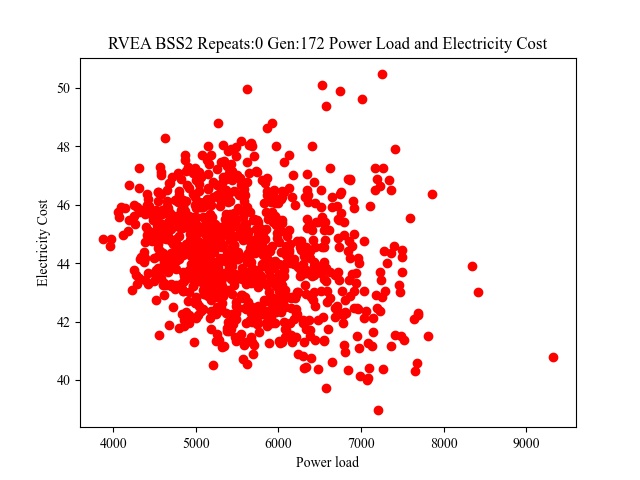 RVEA BSS2 Repeats:0 Gen:172 Power Load and Electricity Cost
50
48
46
44
42
40
Electricity Cost
4000 5000 6000 7000 8000 9000
Power load